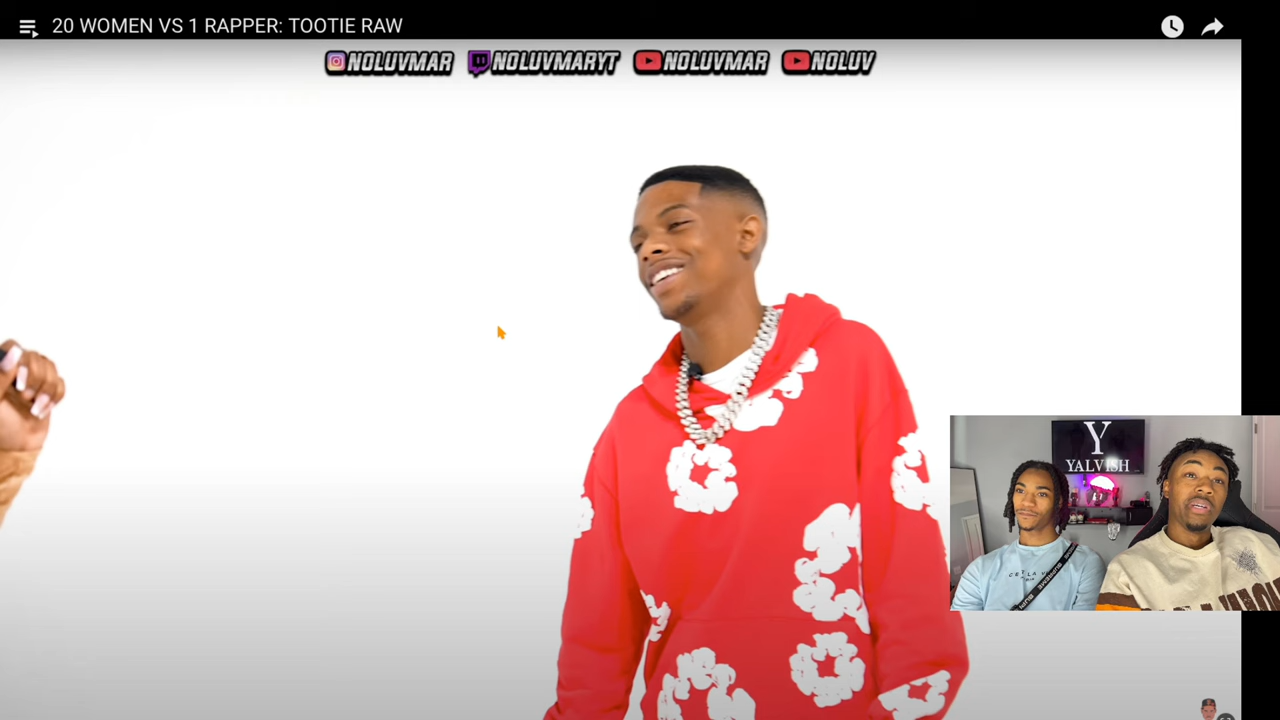 20 WOMEN VS 1 RAPPER: TOOTIE RAW
NOLUVMAR NOLUVMARYT NOLUVMAR NOLUV
Y
YALVISH